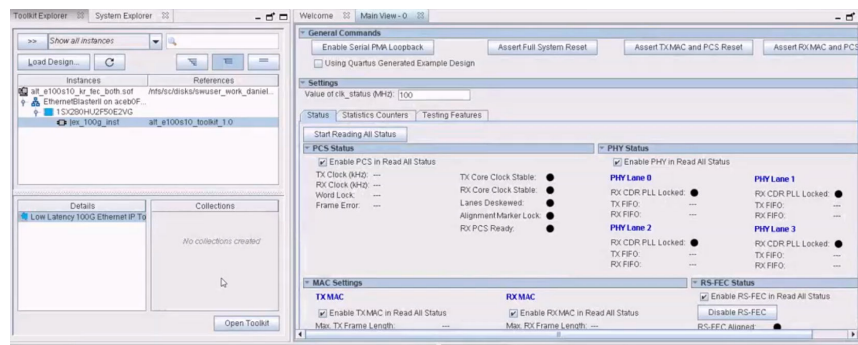 Toolkit Explorer
System Explorer
Show all instances
Load Design...
Instances
References
alt_e100s10_kr_fec_both.sof
/nfs/sc/disks/swuser_work_daniel...
EthernetBlasterII on aceb0F...
1SX280HU2F50E2VG
|ex_100g_inst
alt_e100s10_toolkit_1.0
Details
Collections
Low Latency 100G Ethernet IP To
No collections created
Open Toolkit
Welcome
Main View - 0
General Commands
Enable Serial PMA Loopback
Assert Full System Reset
Assert TX MAC and PCS Reset
Assert RX MAC and PCS
Using Quartus Generated Example Design
Settings
Value of clk_status (MHz): 100
Status
Statistics Counters
Testing Features
Start Reading All Status
PCS Status
Enable PCS in Read All Status
TX Clock (kHz): ---
RX Clock (kHz): ---
Word Lock: ---
Frame Error: ---
TX Core Clock Stable:
RX Core Clock Stable:
Lanes Deskewed:
Alignment Marker Lock:
RX PCS Ready:
PHY Status
Enable PHY in Read All Status
PHY Lane 0
RX CDR PLL Locked:
TX FIFO: ---
RX FIFO: ---
PHY Lane 1
RX CDR PLL Locked:
TX FIFO: ---
RX FIFO: ---
PHY Lane 2
RX CDR PLL Locked:
TX FIFO: ---
RX FIFO: ---
PHY Lane 3
RX CDR PLL Locked:
TX FIFO: ---
RX FIFO: ---
MAC Settings
TX MAC
Enable TX MAC in Read All Status
Max. TX Frame Length: ---
RX MAC
Enable RX MAC in Read All Status
Max. RX Frame Length: ---
RS-FEC Status
Enable RS-FEC in Read All Status
Disable RS-FEC
RS-FEC Aligned: